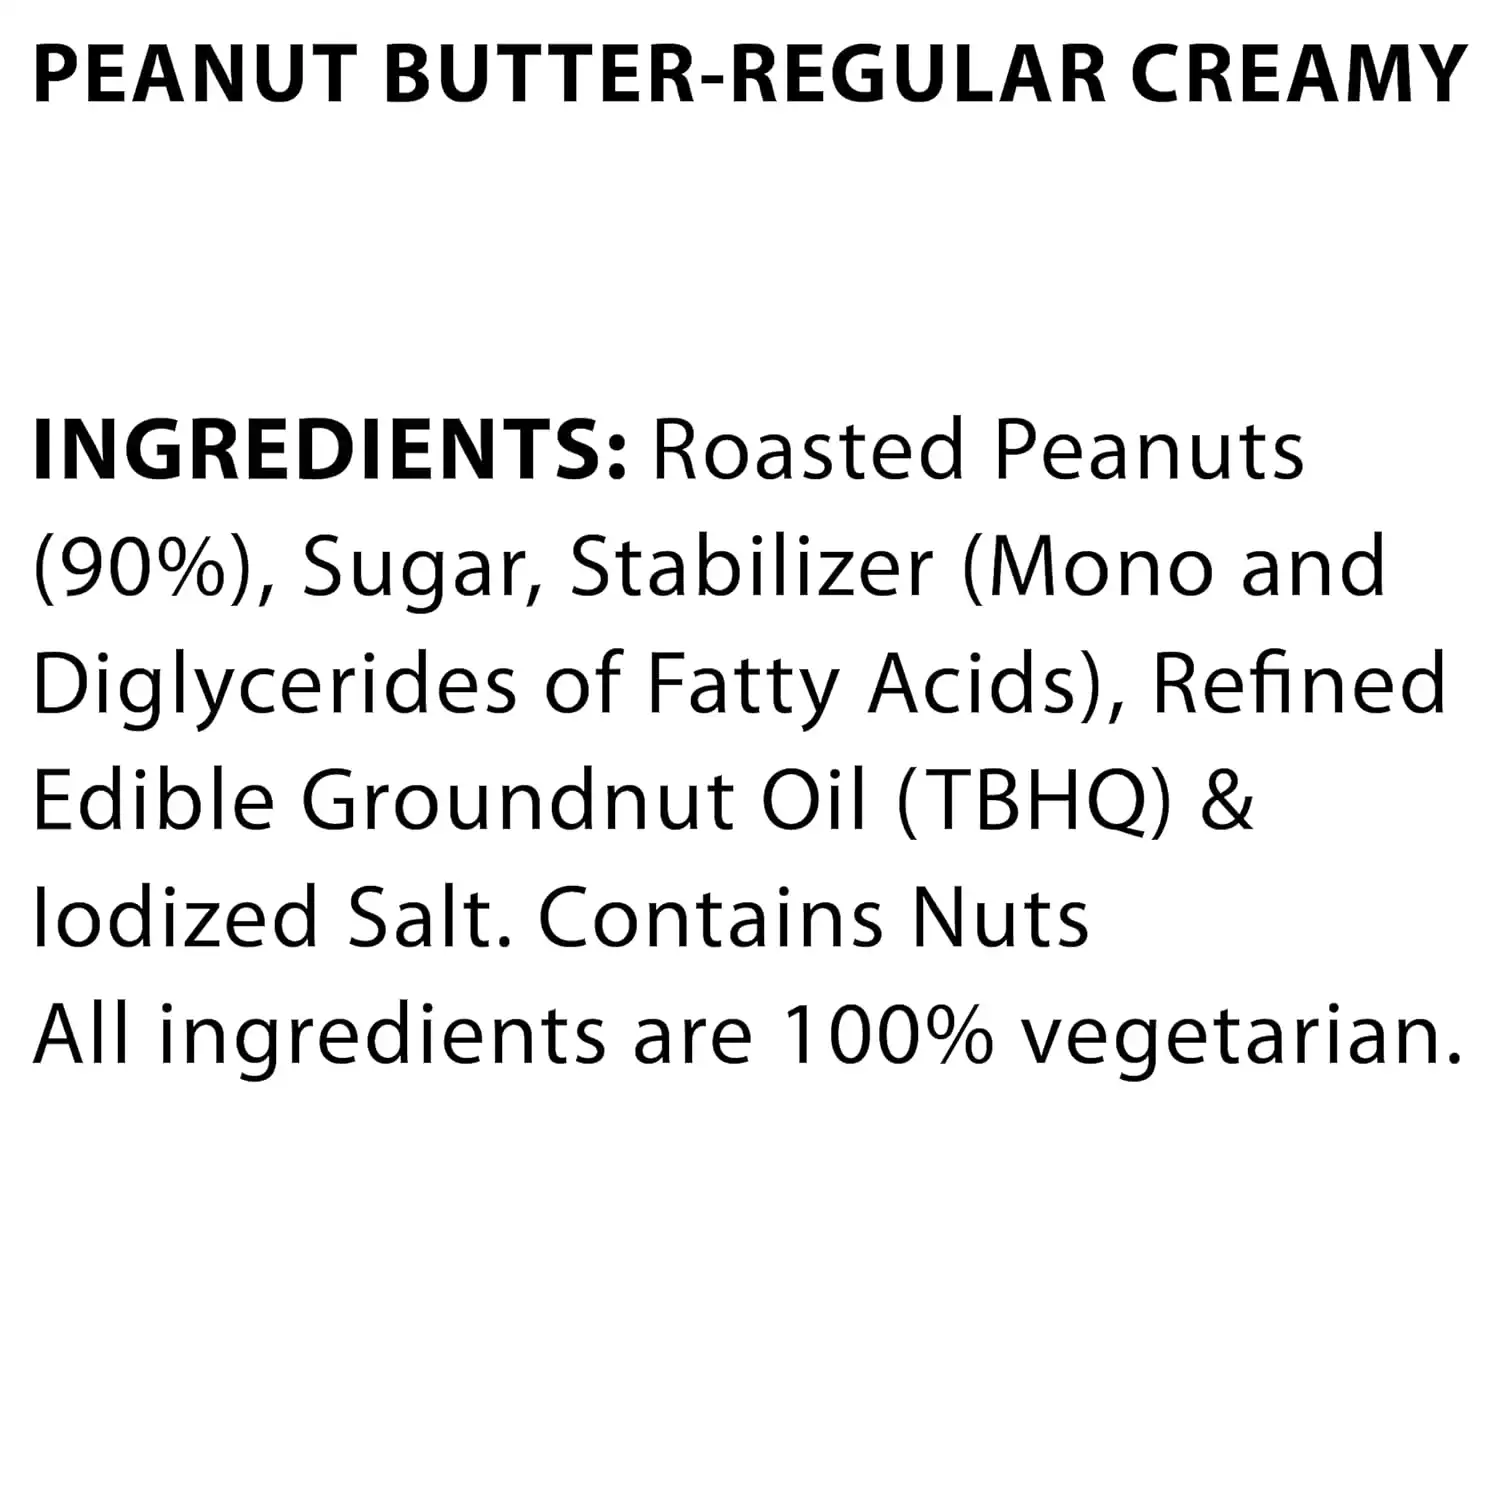 PEANUT BUTTER-REGULAR CREAMY
INGREDIENTS: Roasted Peanuts
(90%), Sugar, Stabilizer (Mono and
Diglycerides of Fatty Acids), Refined
Edible Groundnut Oil (TBHQ) &
Iodized Salt. Contains Nuts
All ingredients are 100% vegetarian.